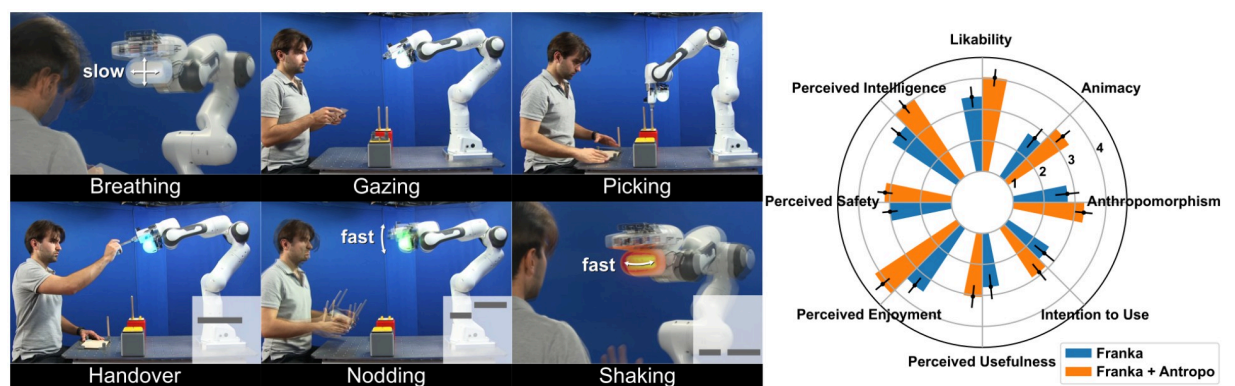 slow
Breathing
Gazing
Picking
Handover
fast
Nodding
fast
Shaking
Likability
Perceived Intellligence
Animacy
4
3
2
1
Perceived Safety
Anthropomorphism
Perceived Enjoyment
Intention to Use
Perceived Usefulness
Franka
Franka + Antropo